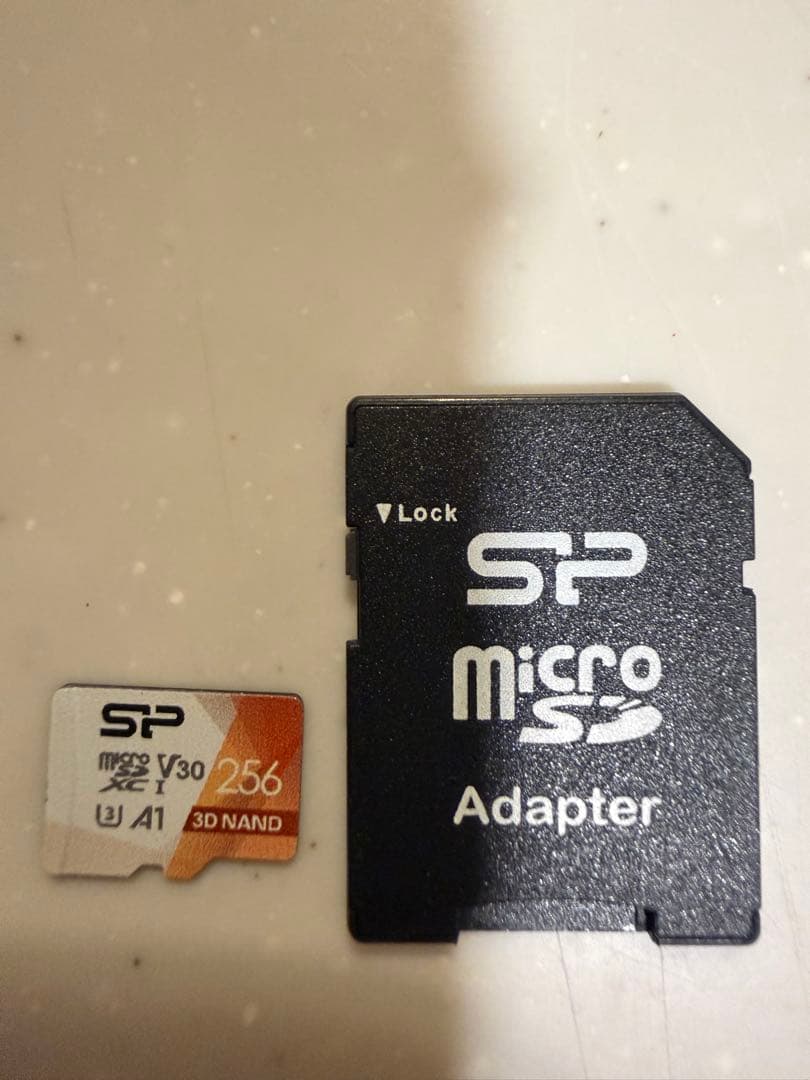 SP
micro
SD
XC I
V30
256
U3 A1
3D NAND
Lock
SP
micro
SD
Adapter